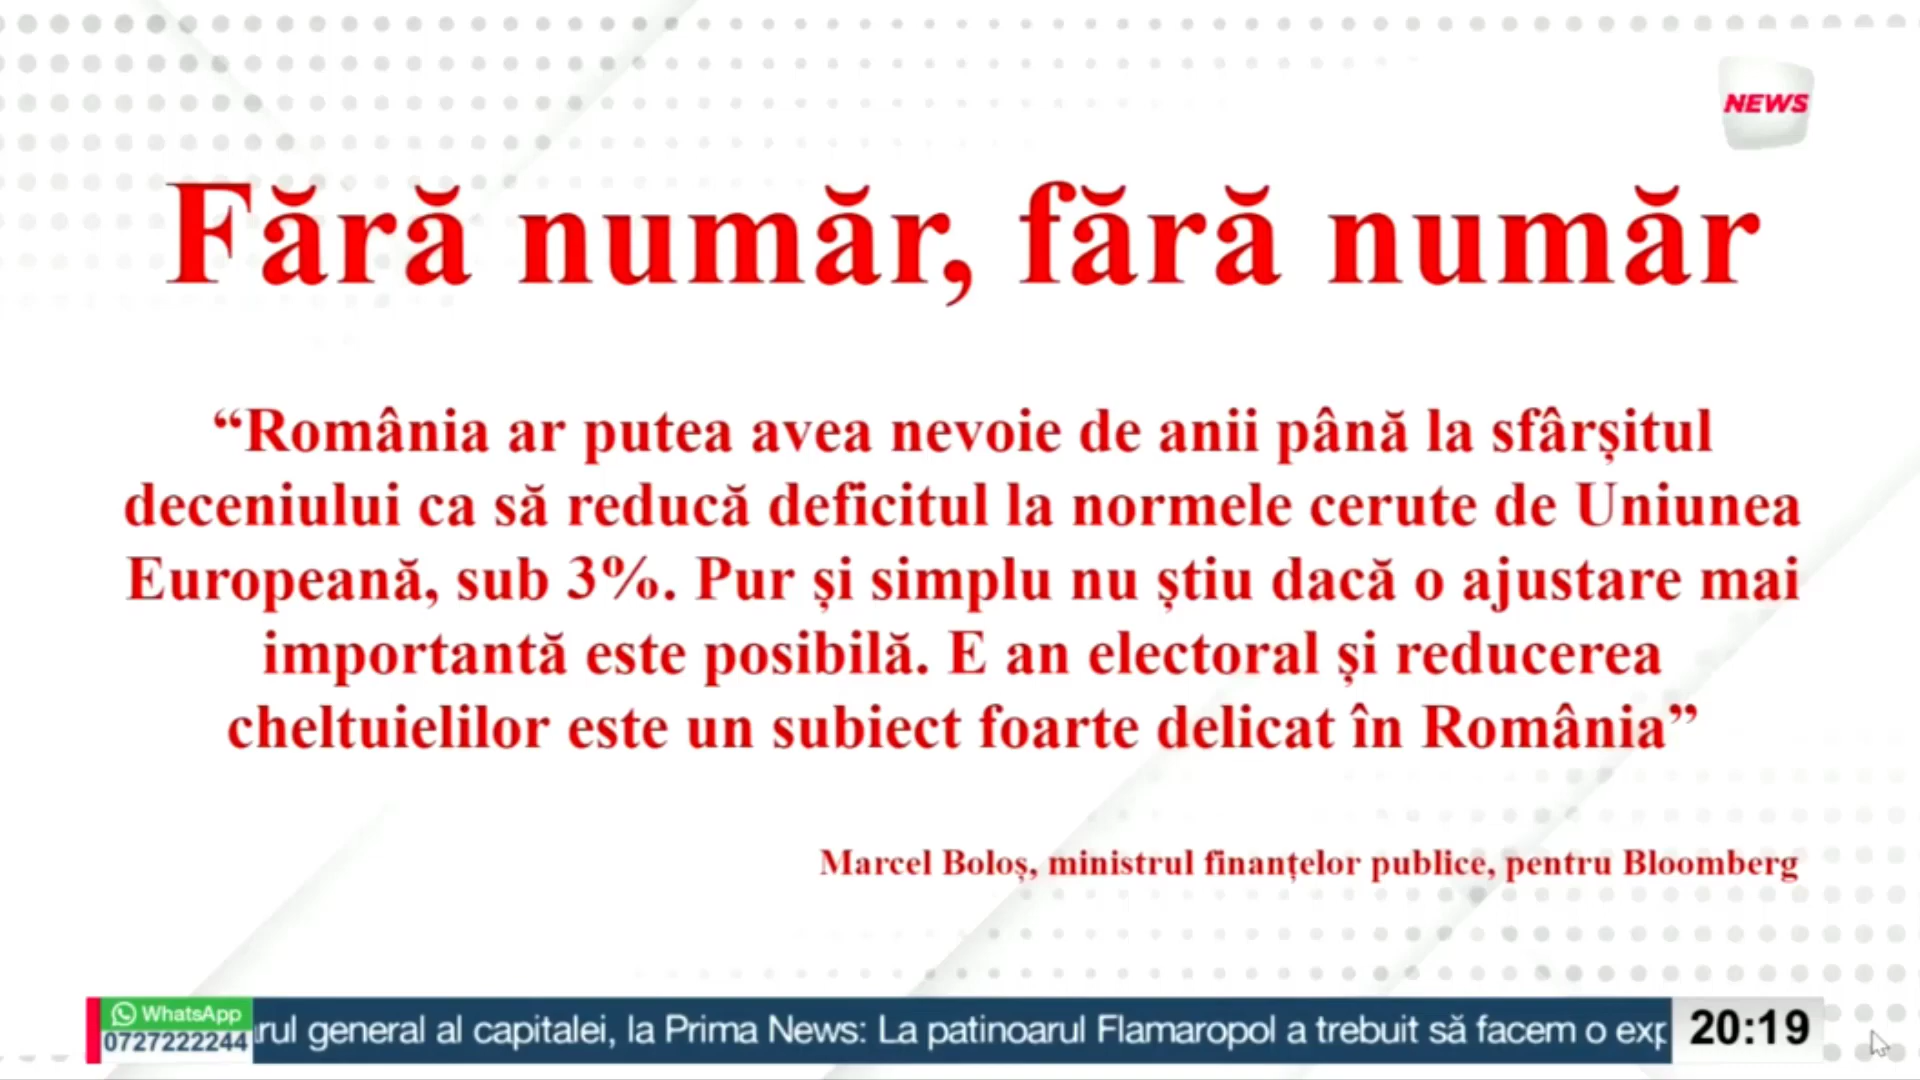 NEWS
Fără număr, fără număr
“România ar putea avea nevoie de anii până la sfârșitul
deceniului ca să reducă deficitul la normele cerute de Uniunea
Europeană, sub 3%. Pur și simplu nu știu dacă o ajustare mai
importantă este posibilă. E an electoral și reducerea
cheltuielilor este un subiect foarte delicat în România”
Marcel Boloș, ministrul finanțelor publice, pentru Bloomberg
WhatsApp
0727222244
general al capitalei, la Prima News: La patinoarul Flamaropol a trebuit să facem o
20:19